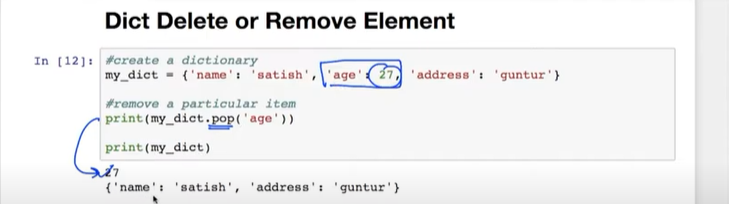 Dict Delete or Remove Element
In [12]: #create a dictionary
my_dict = {'name': 'satish', 'age': 27, 'address': 'guntur'}
#remove a particular item
print(my_dict.pop('age'))
print(my_dict)
27
{'name': 'satish', 'address': 'guntur'}